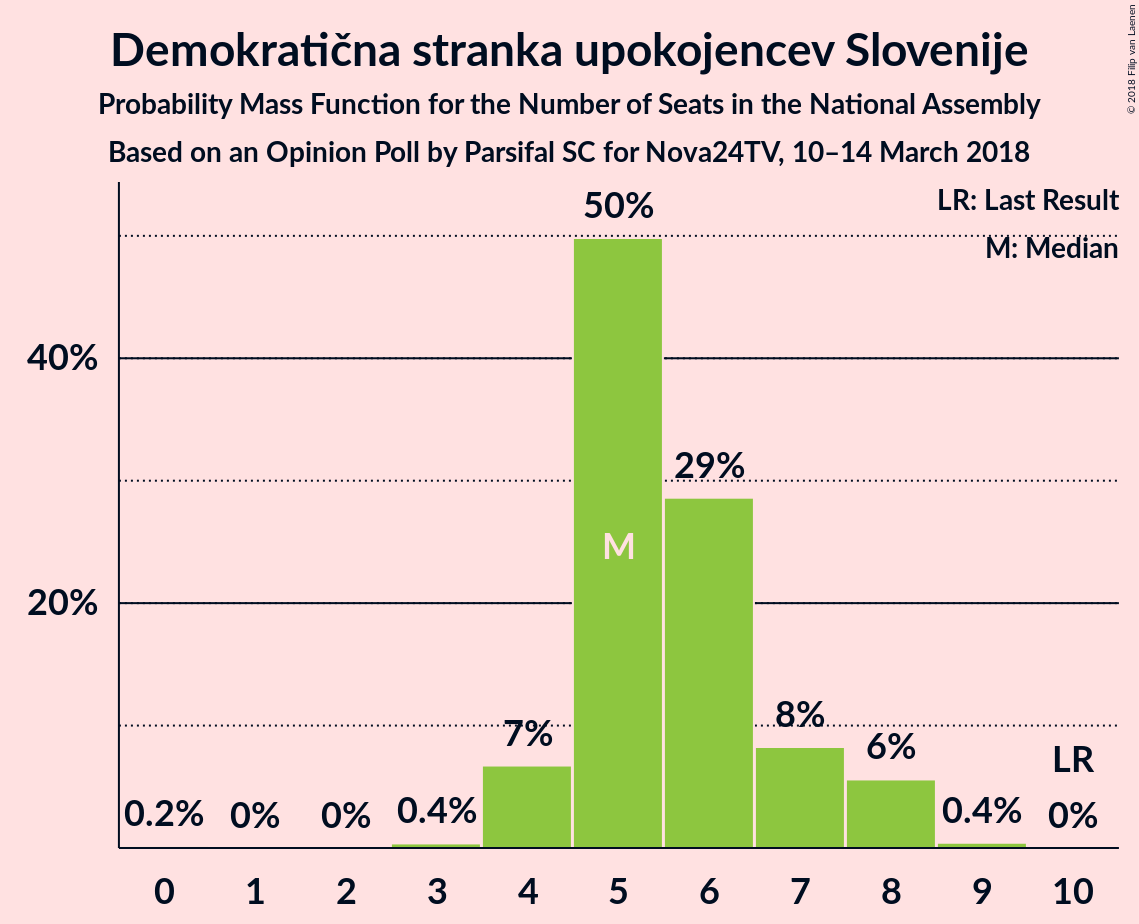 Demokratična stranka upokojencev Slovenije
Probability Mass Function for the Number of Seats in the National Assembly
Based on an Opinion Poll by Parsifal SC for Nova24TV, 10–14 March 2018
© 2018 Filip van Laenen
LR: Last Result
M: Median
50%
40%
29%
M
20%
7%
8%
6%
LR
0.2%
0%
0%
0.4%
0.4%
0%
0 1 2 3 4 5 6 7 8 9 10